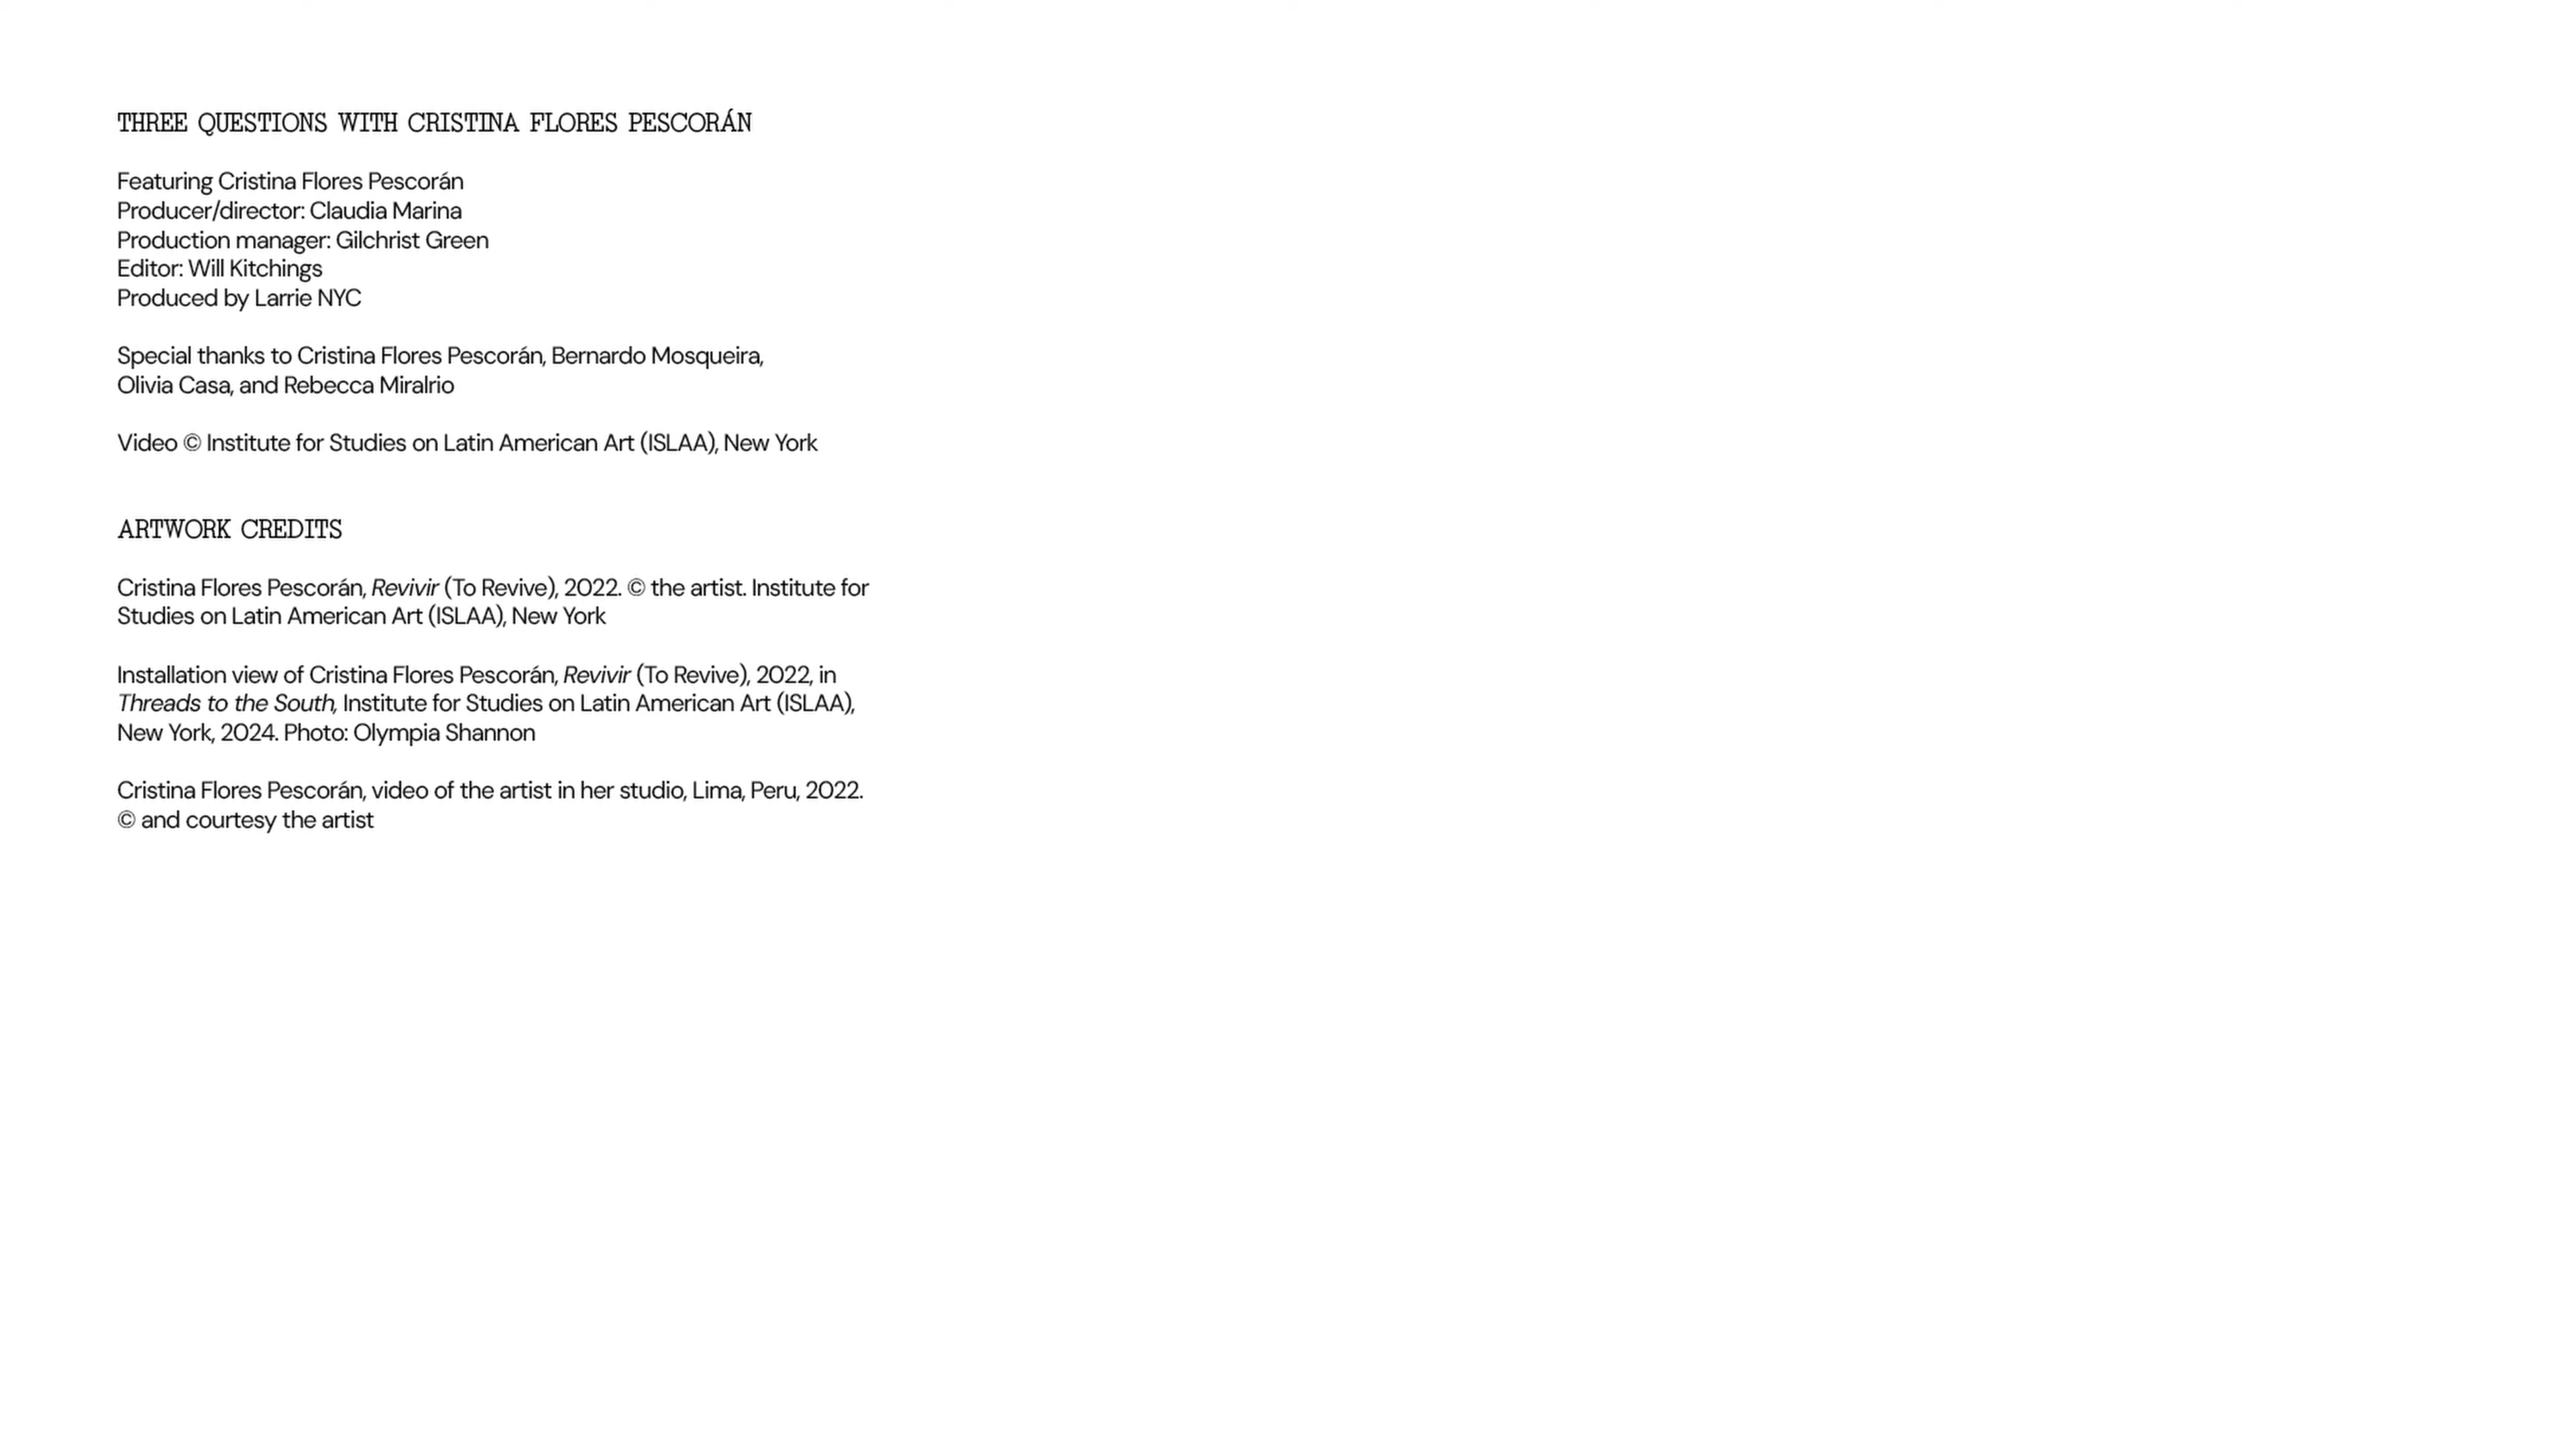 THREE QUESTIONS WITH CRISTINA FLORES PESCORÁN
Featuring Cristina Flores Pescorán
Producer/director: Claudia Marina
Production manager: Gilchrist Green
Editor: Will Kitchings
Produced by Larrie NYC
Special thanks to Cristina Flores Pescorán, Bernardo Mosqueira,
Olivia Casa, and Rebecca Miralrio
Video © Institute for Studies on Latin American Art (ISLAA), New York
ARTWORK CREDITS
Cristina Flores Pescorán, Revivir (To Revive), 2022. © the artist. Institute for
Studies on Latin American Art (ISLAA), New York
Installation view of Cristina Flores Pescorán, Revivir (To Revive), 2022, in
Threads to the South, Institute for Studies on Latin American Art (ISLAA),
New York, 2024. Photo: Olympia Shannon
Cristina Flores Pescorán, video of the artist in her studio, Lima, Peru, 2022.
© and courtesy the artist